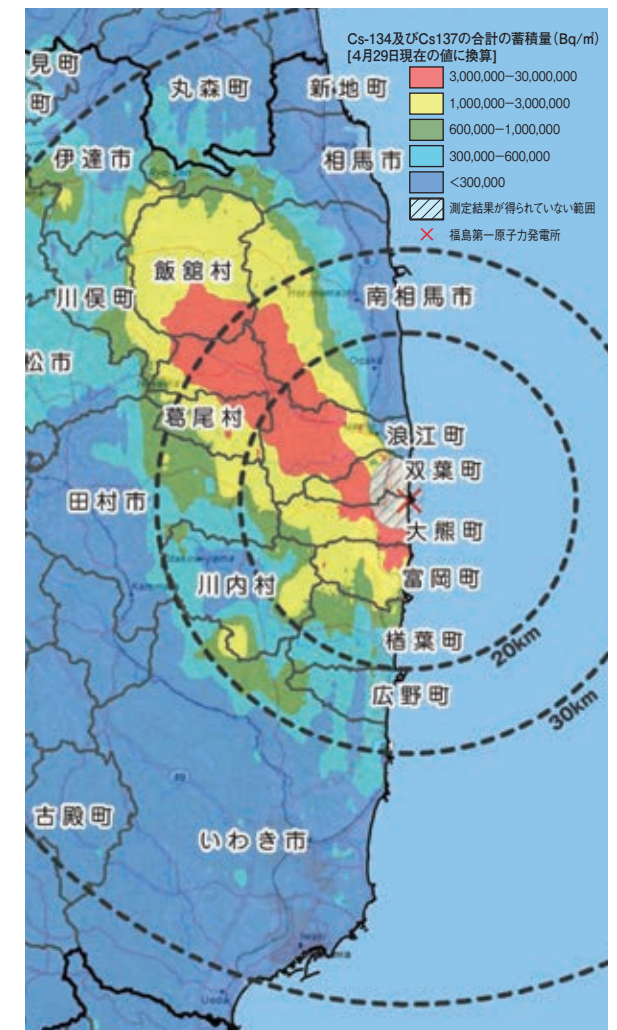 Cs-134及びCs137の合計の蓄積量(Bq/㎡)
[4月29日現在の値に換算]
3,000,000−30,000,000
1,000,000−3,000,000
600,000−1,000,000
300,000−600,000
<300,000
測定結果が得られていない範囲
福島第一原子力発電所
見町
町
丸森町
新地町
伊達市
相馬市
飯舘村
川俣町
南相馬市
松市
Odaka
葛尾村
浪江町
双葉町
田村市
大熊町
川内村
富岡町
楢葉町
20km
広野町
30km
49
古殿町
いわき市
Ueda